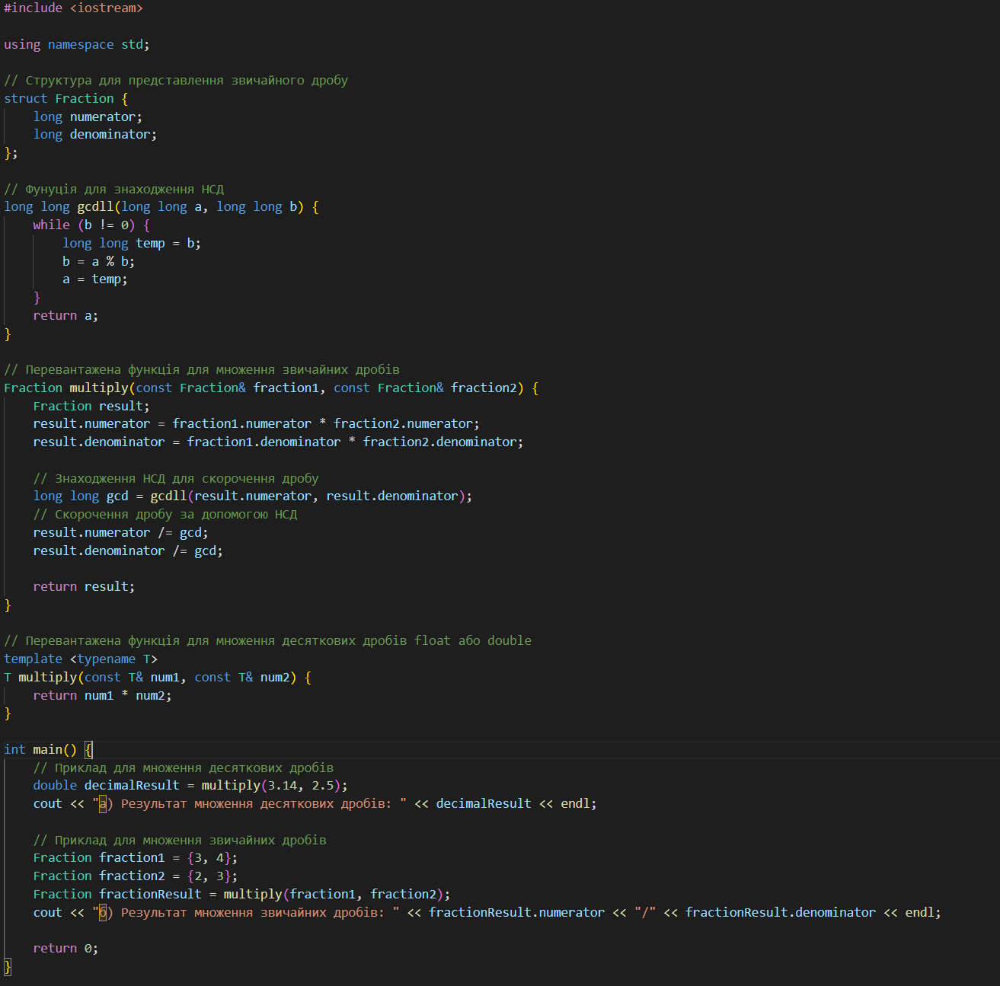 #include <iostream>
using namespace std;
// Структура для представлення звичайного дробу
struct Fraction {
    long numerator;
    long denominator;
};
// Фунуція для знаходження НСД
long long gcdll(long long a, long long b) {
    while (b != 0) {
        long long temp = b;
        b = a % b;
        a = temp;
    }
    return a;
}
// Перевантажена функція для множення звичайних дробів
Fraction multiply(const Fraction& fraction1, const Fraction& fraction2) {
    Fraction result;
    result.numerator = fraction1.numerator * fraction2.numerator;
    result.denominator = fraction1.denominator * fraction2.denominator;
    // Знаходження НСД для скорочення дробу
    long long gcd = gcdll(result.numerator, result.denominator);
    // Скорочення дробу за допомогою НСД
    result.numerator /= gcd;
    result.denominator /= gcd;
    return result;
}
// Перевантажена функція для множення десяткових дробів float або double
template <typename T>
T multiply(const T& num1, const T& num2) {
    return num1 * num2;
}
int main() {
    // Приклад для множення десяткових дробів
    double decimalResult = multiply(3.14, 2.5);
    cout << "а) Результат множення десяткових дробів: " << decimalResult << endl;
    // Приклад для множення звичайних дробів
    Fraction fraction1 = {3, 4};
    Fraction fraction2 = {2, 3};
    Fraction fractionResult = multiply(fraction1, fraction2);
    cout << "б) Результат множення звичайних дробів: " << fractionResult.numerator << "/" << fractionResult.denominator << endl;
    return 0;
}